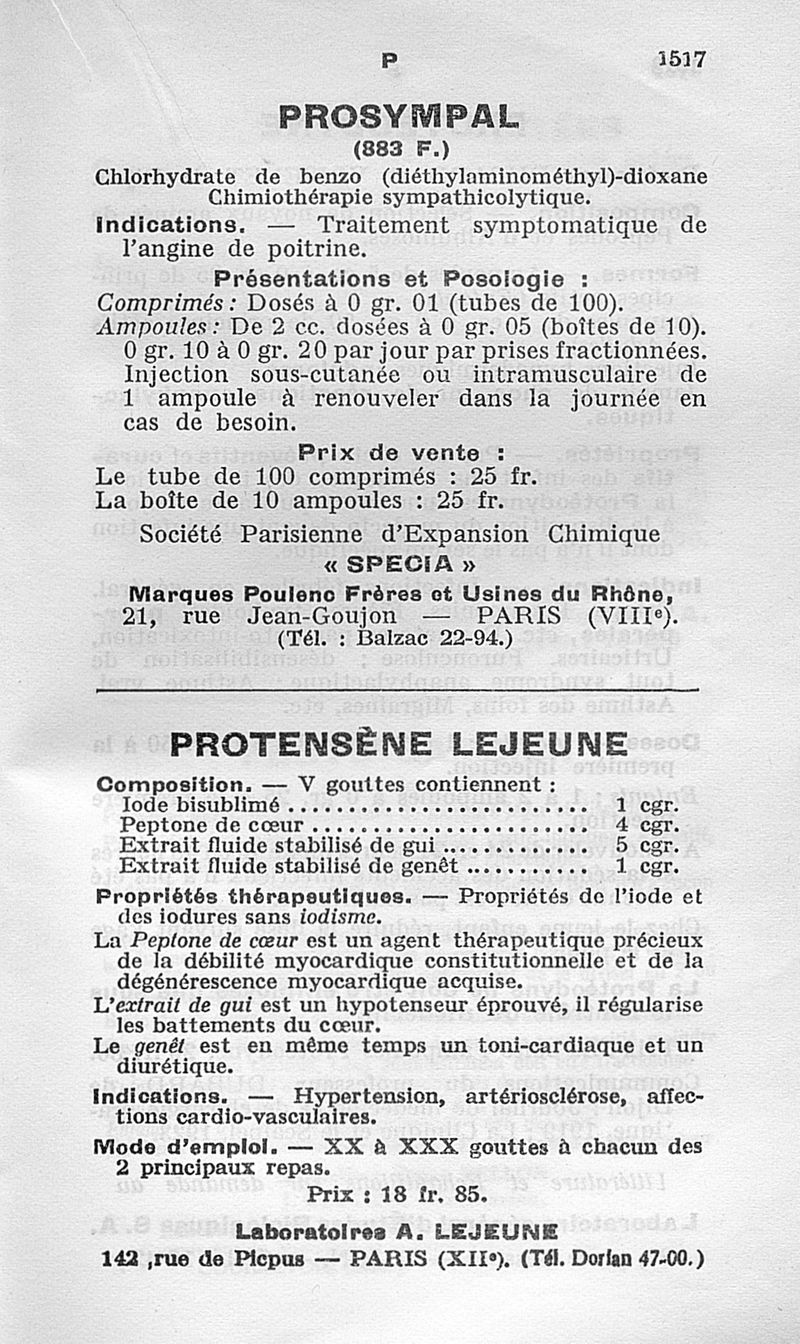 P 1517
PROSYMPAL
(883 F.)
Chlorhydrate de benzo (diéthylaminométhyl)-dioxane
Chimiothérapie sympathicolytique.
Indications. — Traitement symptomatique de
l'angine de poitrine.
Présentations et Posologie :
Comprimés : Dosés à 0 gr. 01 (tubes de 100).
Ampoules : De 2 cc. dosées à 0 gr. 05 (boîtes de 10).
0 gr. 10 à 0 gr. 20 par jour par prises fractionnées.
Injection sous-cutanée ou intramusculaire de
1 ampoule à renouveler dans la journée en
cas de besoin.
Prix de vente :
Le tube de 100 comprimés : 25 fr.
La boîte de 10 ampoules : 25 fr.
Société Parisienne d'Expansion Chimique
« SPECIA »
Marques Poulenc Frères et Usines du Rhône,
21, rue Jean-Goujon — PARIS (VIIIe).
(Tél. : Balzac 22-94.)
PROTENSÈNE LEJEUNE
Composition. — V gouttes contiennent :
Iode bisublimé .......................... 1 cgr.
Peptone de cœur ....................... 4 cgr.
Extrait fluide stabilisé de gui ............. 5 cgr.
Extrait fluide stabilisé de genêt ........... 1 cgr.
Propriétés thérapeutiques. — Propriétés de l'iode et
des iodures sans iodisme.
La Peptone de cœur est un agent thérapeutique précieux
de la débilité myocardique constitutionnelle et de la
dégénérescence myocardique acquise.
L'extrait de gui est un hypotenseur éprouvé, il régularise
les battements du cœur.
Le genêt est en même temps un toni-cardiaque et un
diurétique.
Indications. — Hypertension, artériosclérose, affec-
tions cardio-vasculaires.
Mode d'emploi. — XX à XXX gouttes à chacun des
2 principaux repas.
Prix : 18 fr. 85.
Laboratoires A. LEJEUNE
142 ,rue de Picpus — PARIS (XIIe). (Tél. Dorian 47-00.)